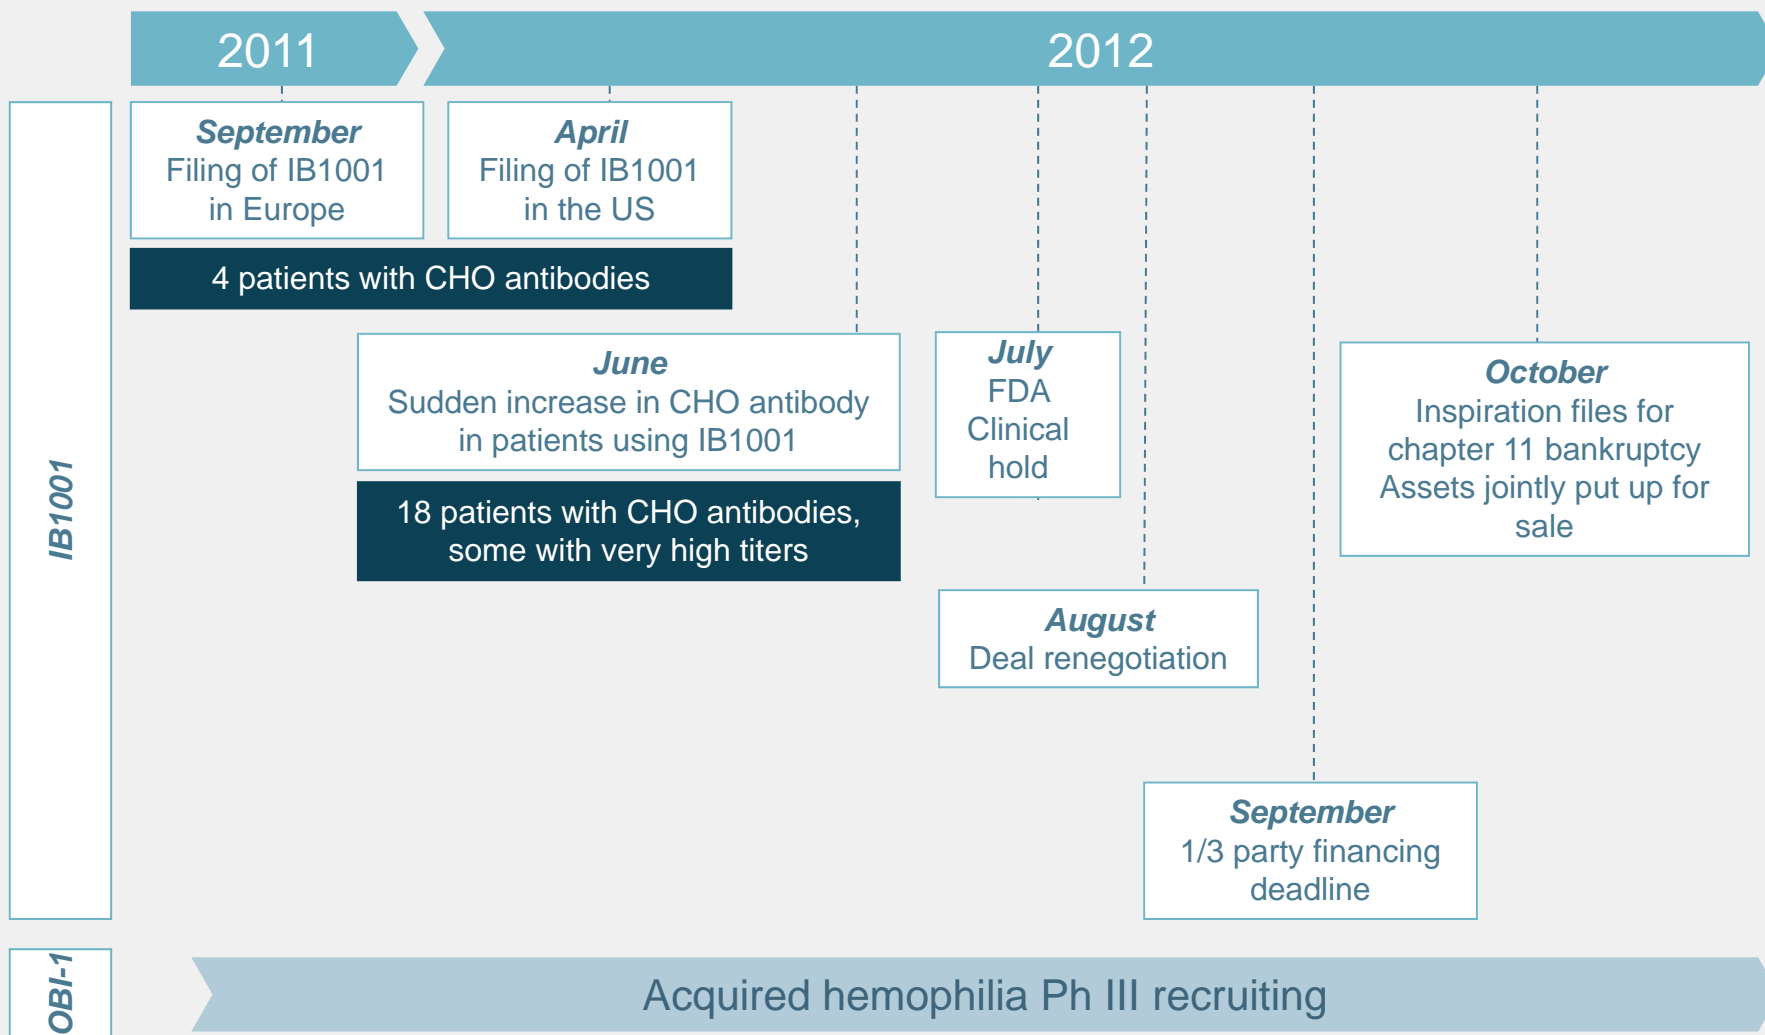 2011
2012
IB1001
September
Filing of IB1001
in Europe
April
Filing of IB1001
in the US
4 patients with CHO antibodies
June
Sudden increase in CHO antibody
in patients using IB1001
18 patients with CHO antibodies,
some with very high titers
July
FDA
Clinical
hold
August
Deal renegotiation
September
1/3 party financing
deadline
October
Inspiration files for
chapter 11 bankruptcy
Assets jointly put up for
sale
OBI-1
Acquired hemophilia Ph III recruiting